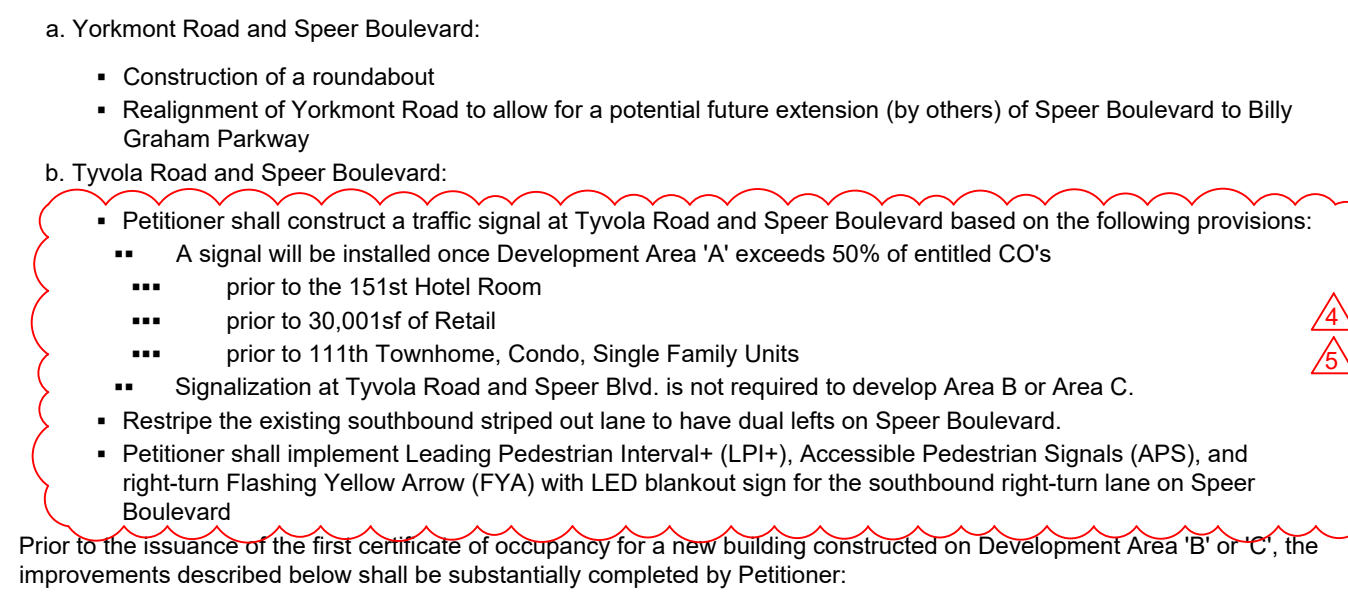 a. Yorkmont Road and Speer Boulevard:
▪ Construction of a roundabout
▪ Realignment of Yorkmont Road to allow for a potential future extension (by others) of Speer Boulevard to Billy
Graham Parkway
b. Tyvola Road and Speer Boulevard:
▪ Petitioner shall construct a traffic signal at Tyvola Road and Speer Boulevard based on the following provisions:
▪▪ A signal will be installed once Development Area 'A' exceeds 50% of entitled CO's
▪▪▪ prior to the 151st Hotel Room
▪▪▪ prior to 30,001sf of Retail
4
▪▪▪ prior to 111th Townhome, Condo, Single Family Units
5
▪▪ Signalization at Tyvola Road and Speer Blvd. is not required to develop Area B or Area C.
▪ Restripe the existing southbound striped out lane to have dual lefts on Speer Boulevard.
▪ Petitioner shall implement Leading Pedestrian Interval+ (LPI+), Accessible Pedestrian Signals (APS), and
right-turn Flashing Yellow Arrow (FYA) with LED blankout sign for the southbound right-turn lane on Speer
Boulevard
Prior to the issuance of the first certificate of occupancy for a new building constructed on Development Area 'B' or 'C', the
improvements described below shall be substantially completed by Petitioner: